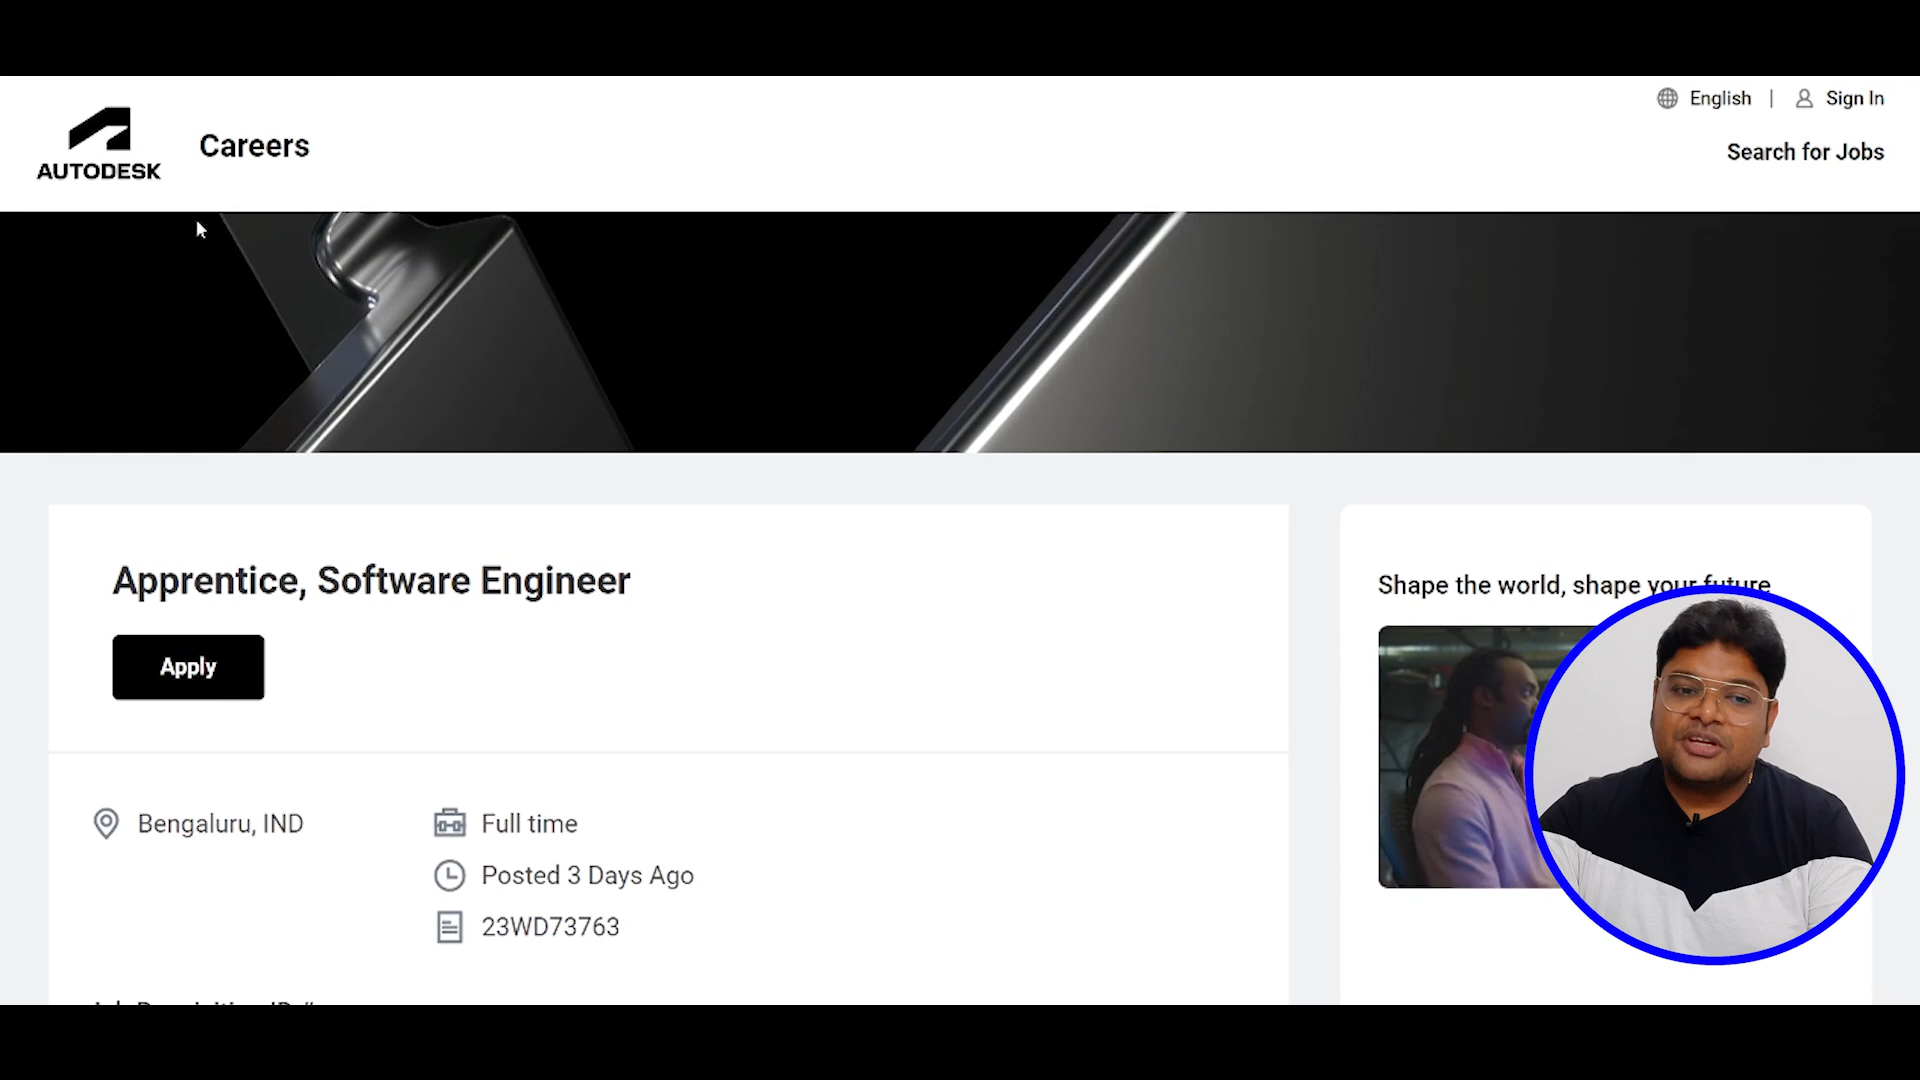 English | Sign In
AUTODESK
Careers
Search for Jobs
Apprentice, Software Engineer
Apply
Bengaluru, IND
Full time
Posted 3 Days Ago
23WD73763
Shape the world, shape your future